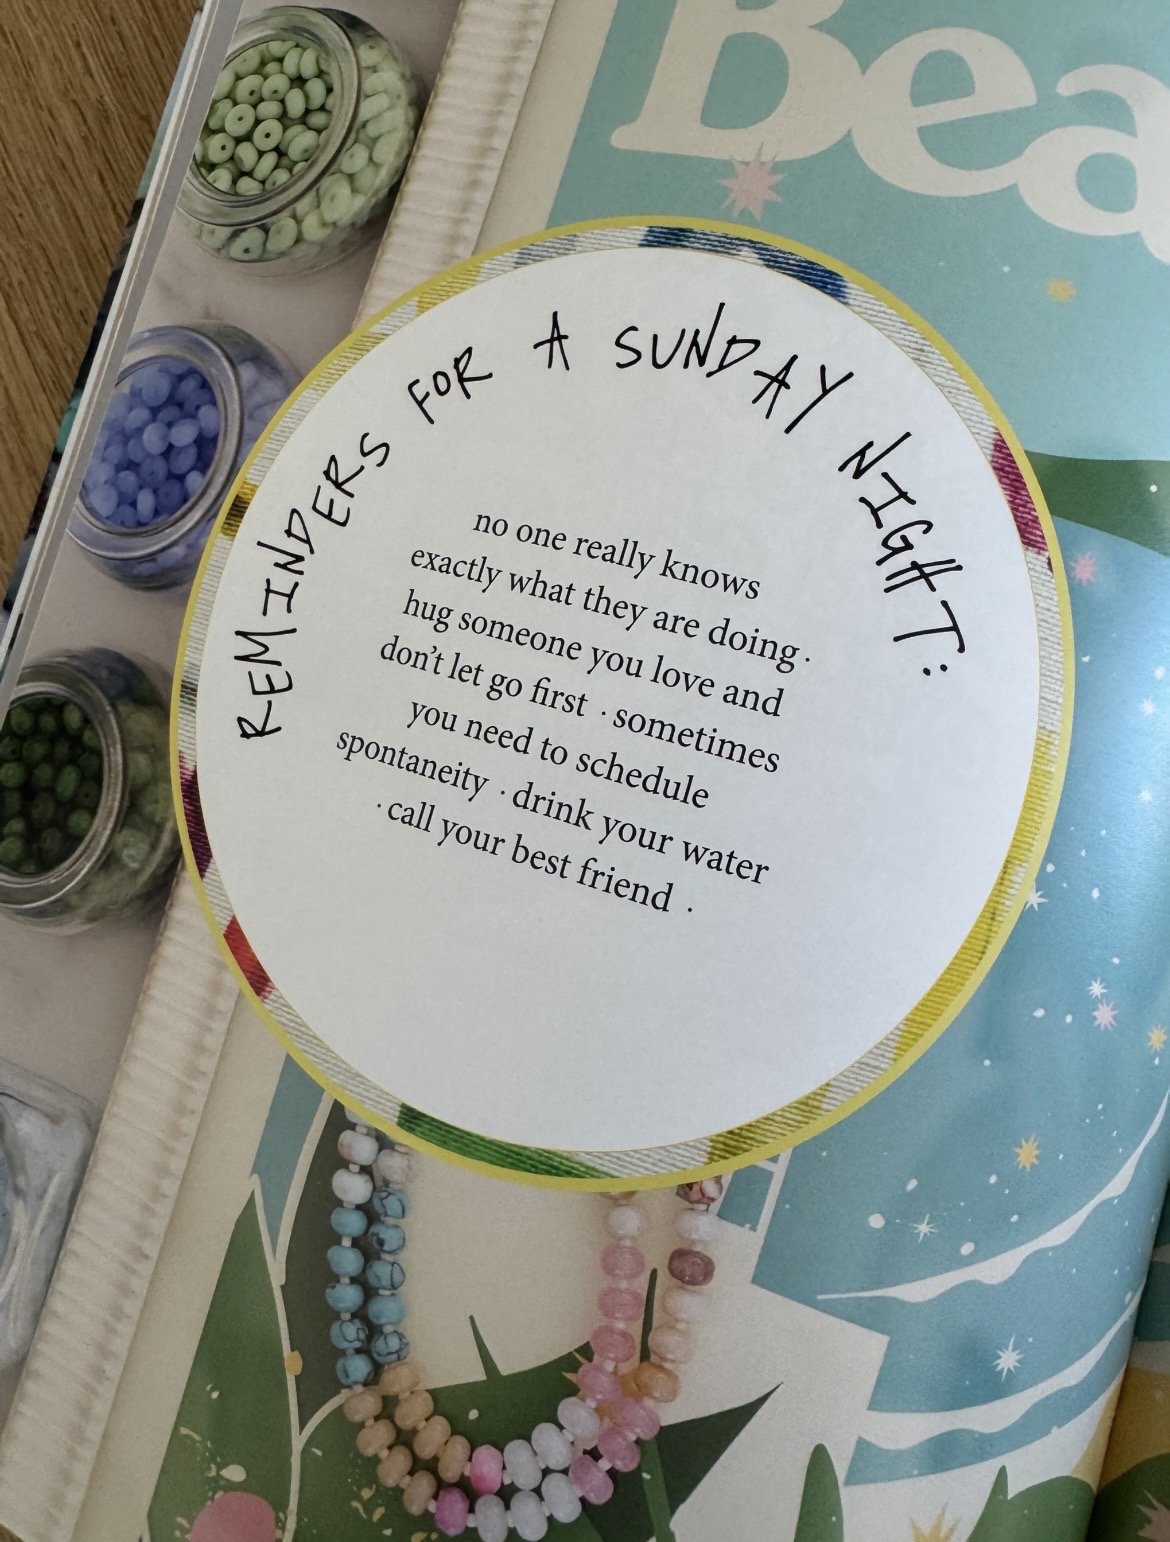 Bea
REMINDERS FOR A SUNDAY NIGHT:
no one really knows
exactly what they are doing ·
hug someone you love and
don't let go first · sometimes
you need to schedule
spontaneity · drink your water
· call your best friend ·